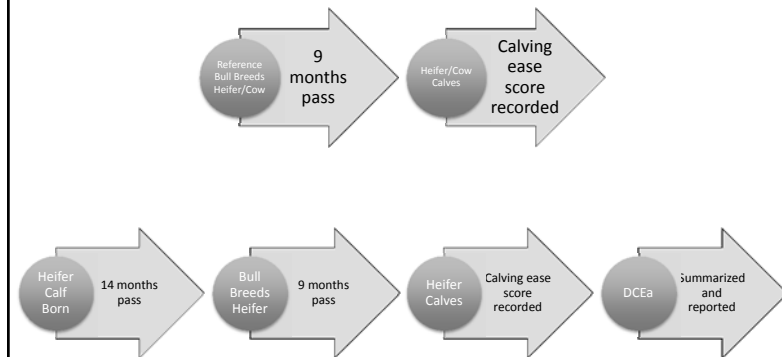 Reference
Bull Breeds
Heifer/Cow
9
months
pass
Heifer/Cow
Calves
Calving
ease
score
recorded
Heifer
Calf
Born
14 months
pass
Bull
Breeds
Heifer
9 months
pass
Heifer
Calves
Calving ease
score
recorded
DCEa
Summarized
and
reported